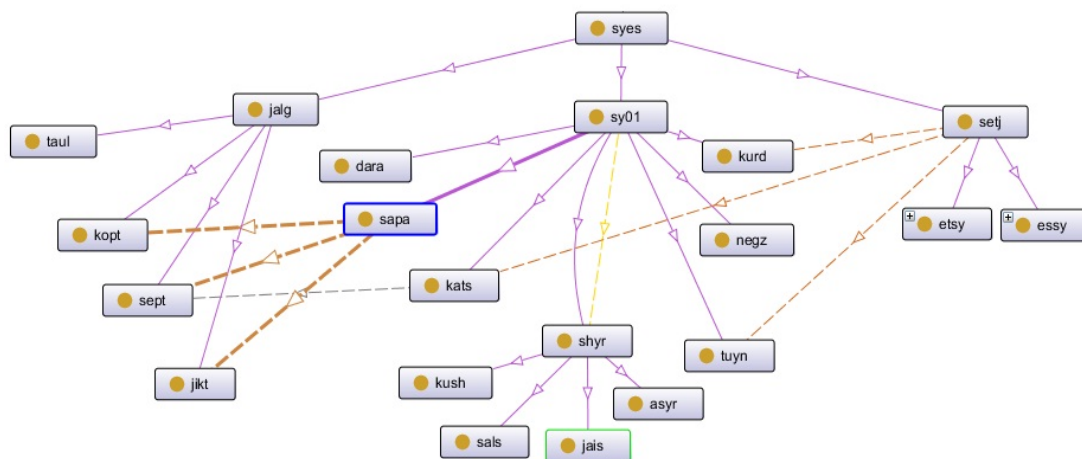 syes
jalg
sy01
setj
taul
dara
kurd
kopt
sapa
negz
etsy
essy
sept
kats
shyr
tuyn
jikt
kush
asyr
sals
jais